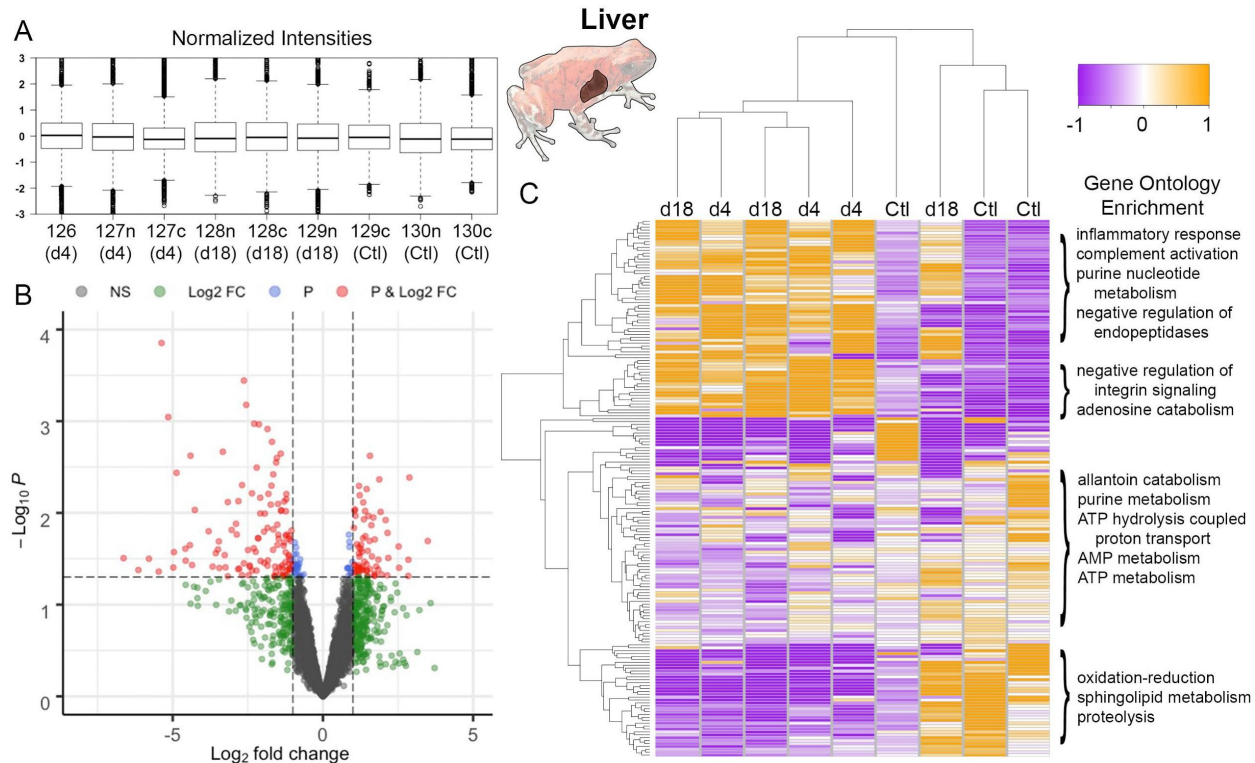 Liver
A
Normalized Intensities
3
2
1
0
-1
-2
-3
126 127n 127c 128n 128c 129n 129c 130n 130c
(d4) (d4) (d4) (d18) (d18) (d18) (Ctl) (Ctl) (Ctl)
B
NS Log2 FC P P & Log2 FC
4
3
2
1
0
– Log10 P
-5 0 5
Log2 fold change
C
-1 0 1
d18 d4 d18 d4 d4 Ctl d18 Ctl Ctl
Gene Ontology
Enrichment
inflammatory response
complement activation
purine nucleotide
metabolism
negative regulation of
endopeptidases
negative regulation of
integrin signaling
adenosine catabolism
allantoin catabolism
purine metabolism
ATP hydrolysis coupled
proton transport
AMP metabolism
ATP metabolism
oxidation-reduction
sphingolipid metabolism
proteolysis